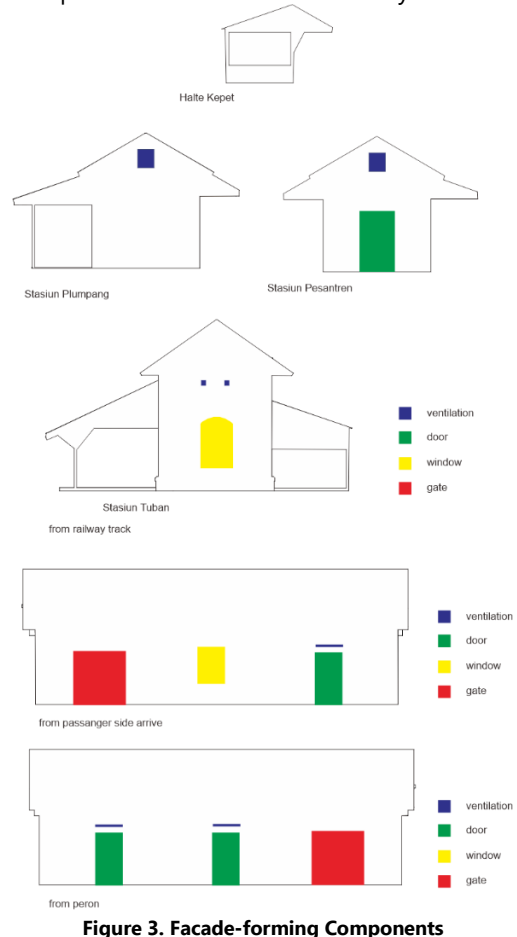 Halte Kepet
Stasiun Plumpang
Stasiun Pesantren
ventilation
door
window
gate
Stasiun Tuban
from railway track
ventilation
door
window
gate
from passanger side arrive
ventilation
door
window
gate
from peron
Figure 3. Facade-forming Components